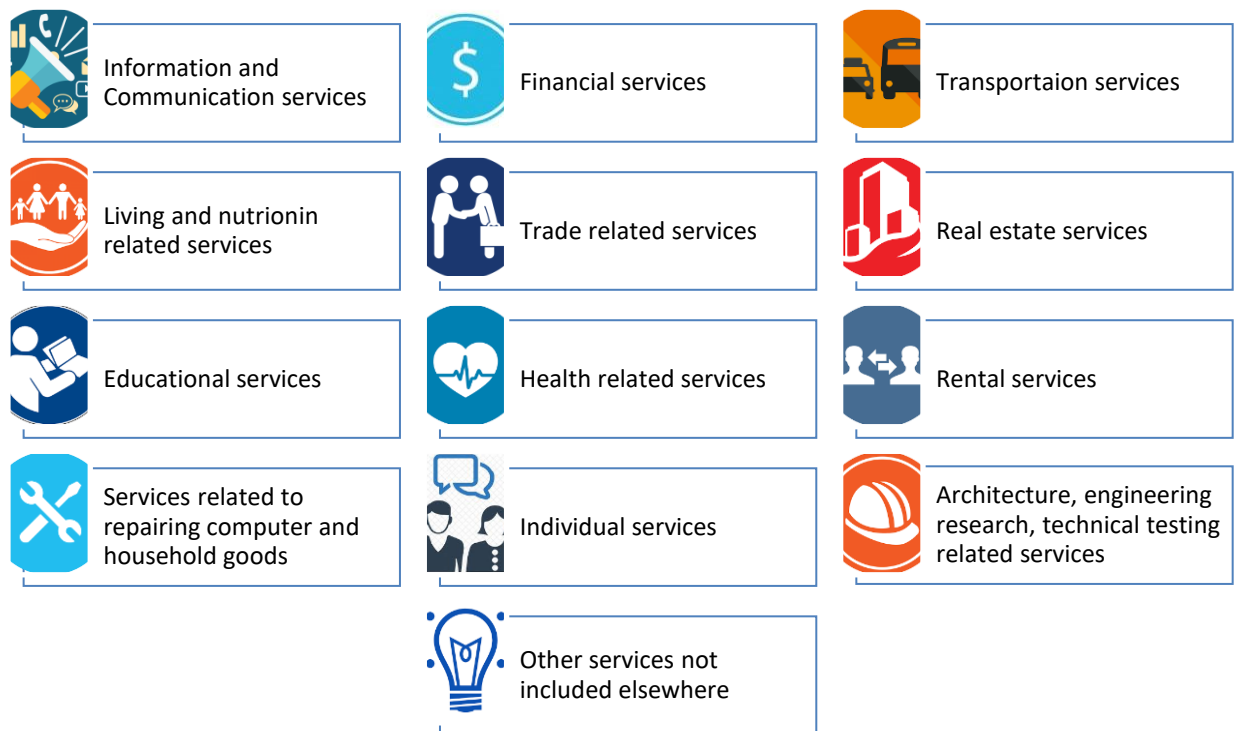 Information and
Communication services
Financial services
Transportaion services
Living and nutrionin
related services
Trade related services
Real estate services
Educational services
Health related services
Rental services
Services related to
repairing computer and
household goods
Individual services
Architecture, engineering
research, technical testing
related services
Other services not
included elsewhere